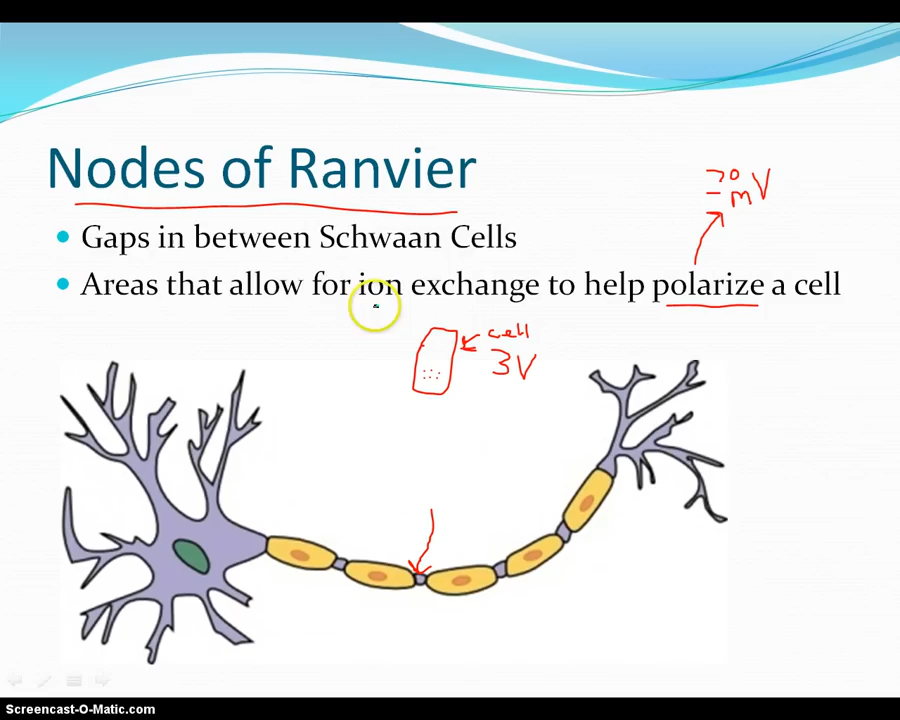 Nodes of Ranvier
70
– mV
Gaps in between Schwaan Cells
Areas that allow for ion exchange to help polarize a cell
cell
3V
Screencast-O-Matic.com